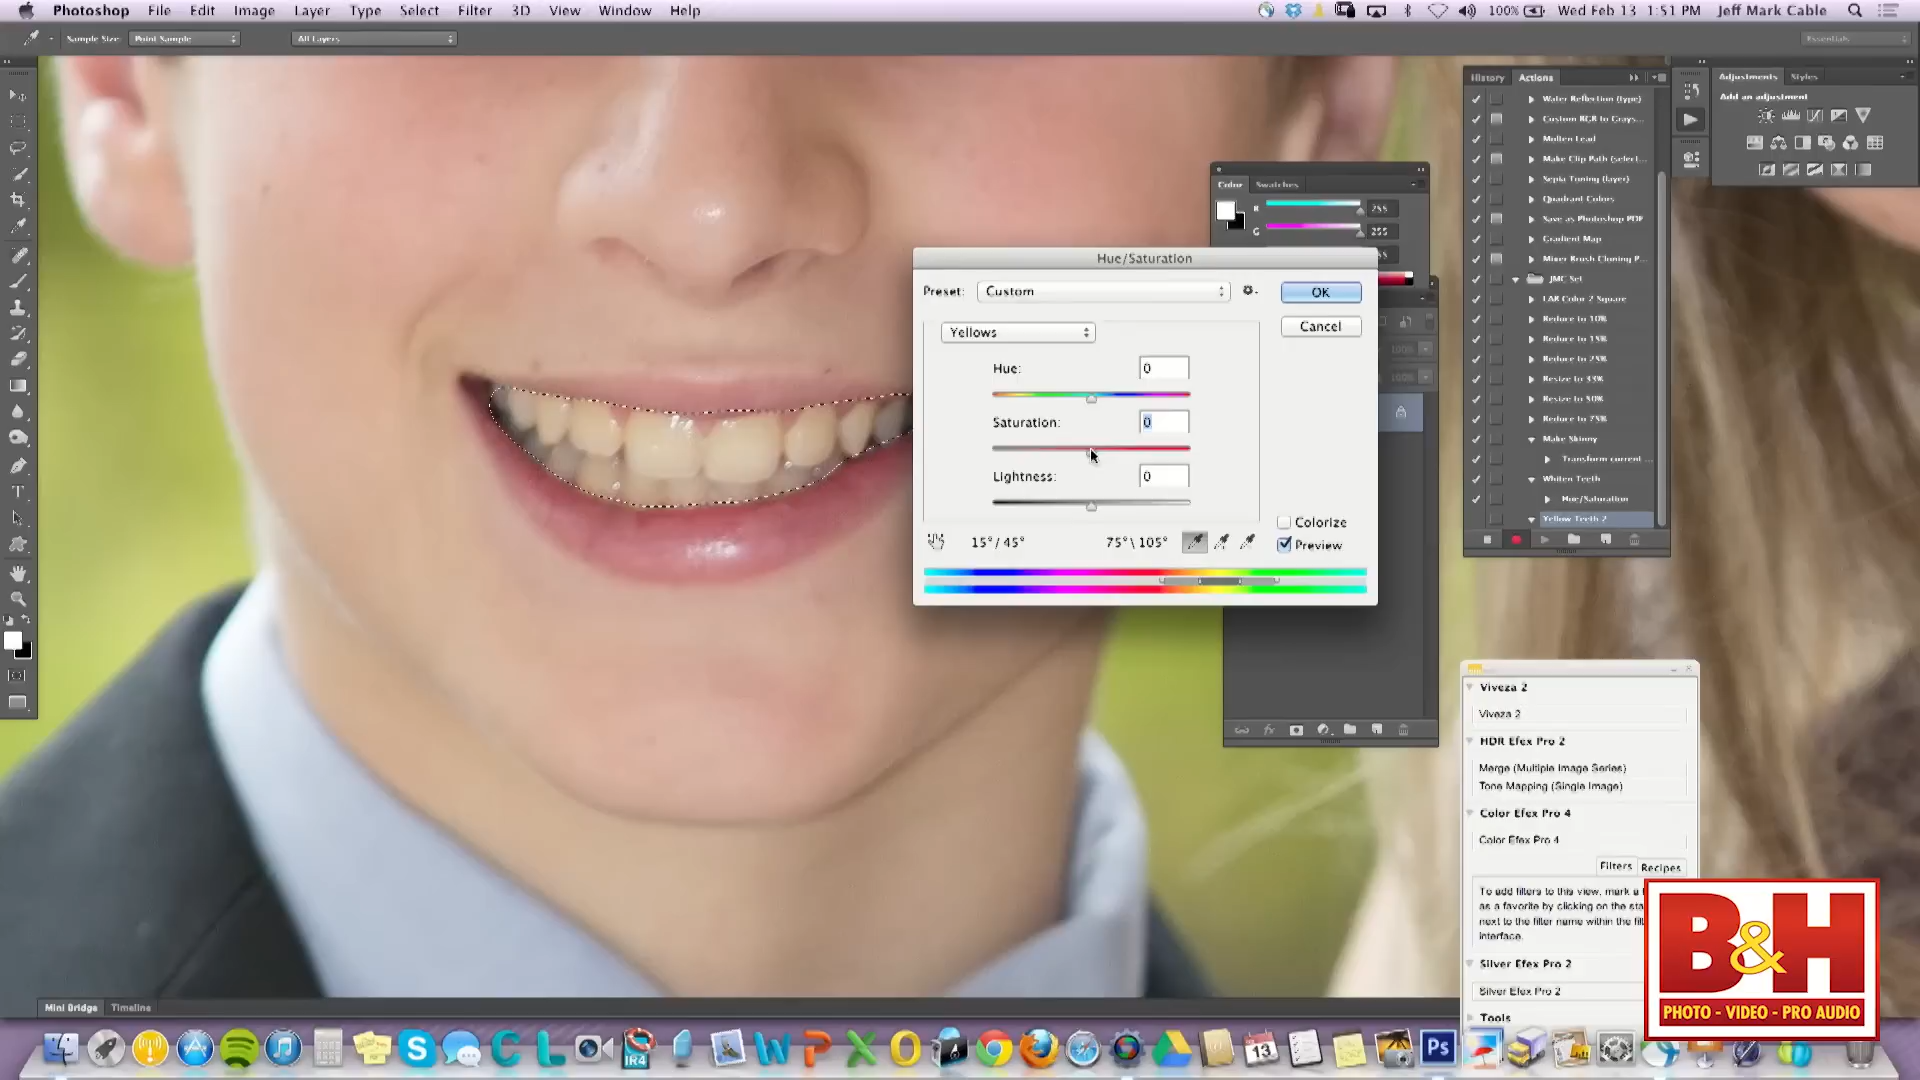 Photoshop File Edit Image Layer Type Select Filter 3D View Window Help
100% Wed Feb 13 1:51 PM Jeff Mark Cable
Sample Size: Point Sample All Layers
Essentials
History Actions
Water Reflection (type)
Custom RGB to Grays...
Molten Lead
Make Clip Path (select...
Sepia Toning (layer)
Quadrant Colors
Save as Photoshop PDF
Gradient Map
Mixer Brush Cloning P...
JMC Set
LAB Color 2 Square
Reduce to 10%
Reduce to 15%
Reduce to 25%
Resize to 33%
Resize to 50%
Reduce to 75%
Make Skinny
Transform current ...
Whiten Teeth
Hue/Saturation
Yellow Teeth 2
Adjustments Styles
Add an adjustment
Color Swatches
R 255
G 255
Hue/Saturation
Preset: Custom
OK
Cancel
Yellows
Hue: 0
Saturation: 0
Lightness: 0
Colorize
Preview
15°/ 45° 75°\ 105°
Viveza 2
Viveza 2
HDR Efex Pro 2
Merge (Multiple Image Series)
Tone Mapping (Single Image)
Color Efex Pro 4
Color Efex Pro 4
Filters Recipes
To add filters to this view, mark a
as a favorite by clicking on the sta
next to the filter name within the filt
interface.
Silver Efex Pro 2
Silver Efex Pro 2
Tools
B&H
PHOTO - VIDEO - PRO AUDIO
Mini Bridge Timeline
IR4
13
Ps